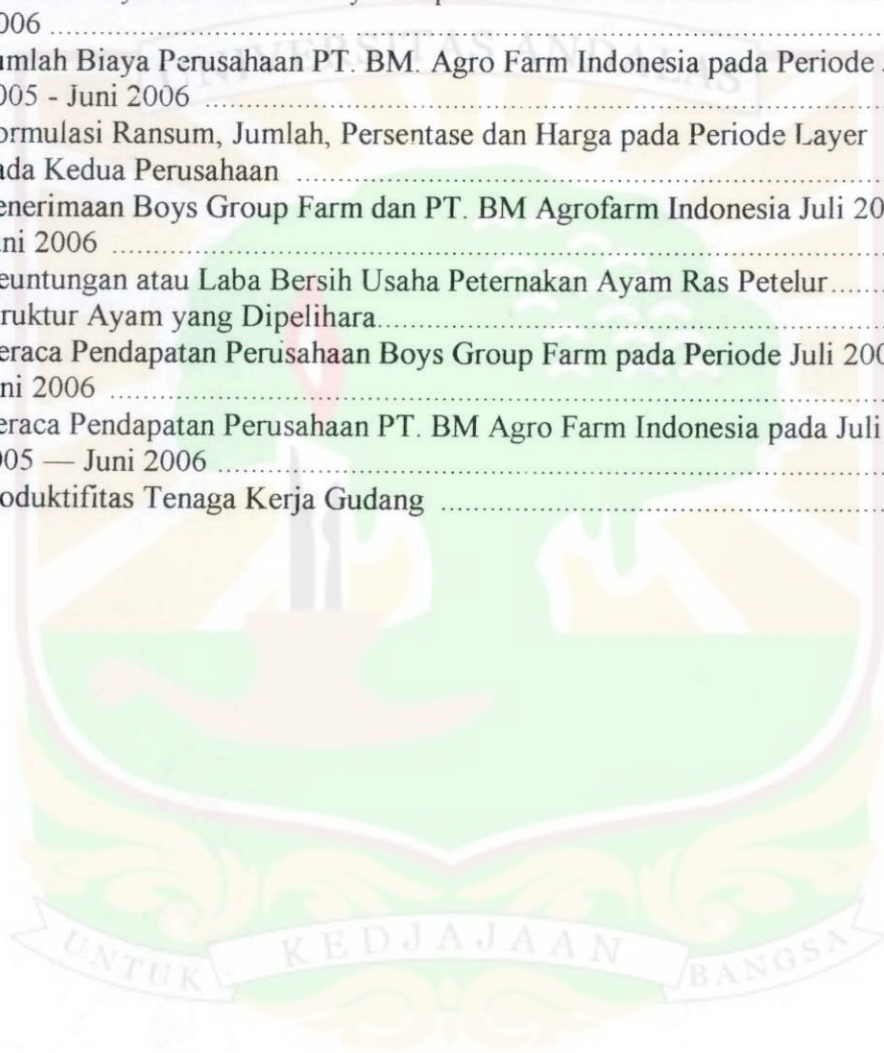 006 ..........
umlah Biaya Perusahaan PT. BM. Agro Farm Indonesia pada Periode
UNIVERSITAS ANDALAS
005 - Juni 2006 ..........
ormulasi Ransum, Jumlah, Persentase dan Harga pada Periode Layer
ada Kedua Perusahaan ..........
enerimaan Boys Group Farm dan PT. BM Agrofarm Indonesia Juli 20
ni 2006 ..........
euntungan atau Laba Bersih Usaha Peternakan Ayam Ras Petelur..........
ruktur Ayam yang Dipelihara..........
eraca Pendapatan Perusahaan Boys Group Farm pada Periode Juli 200
ni 2006 ..........
eraca Pendapatan Perusahaan PT. BM Agro Farm Indonesia pada Juli
005 — Juni 2006 ..........
oduktifitas Tenaga Kerja Gudang ..........
UNTUK KEDJAJAAN BANGSA